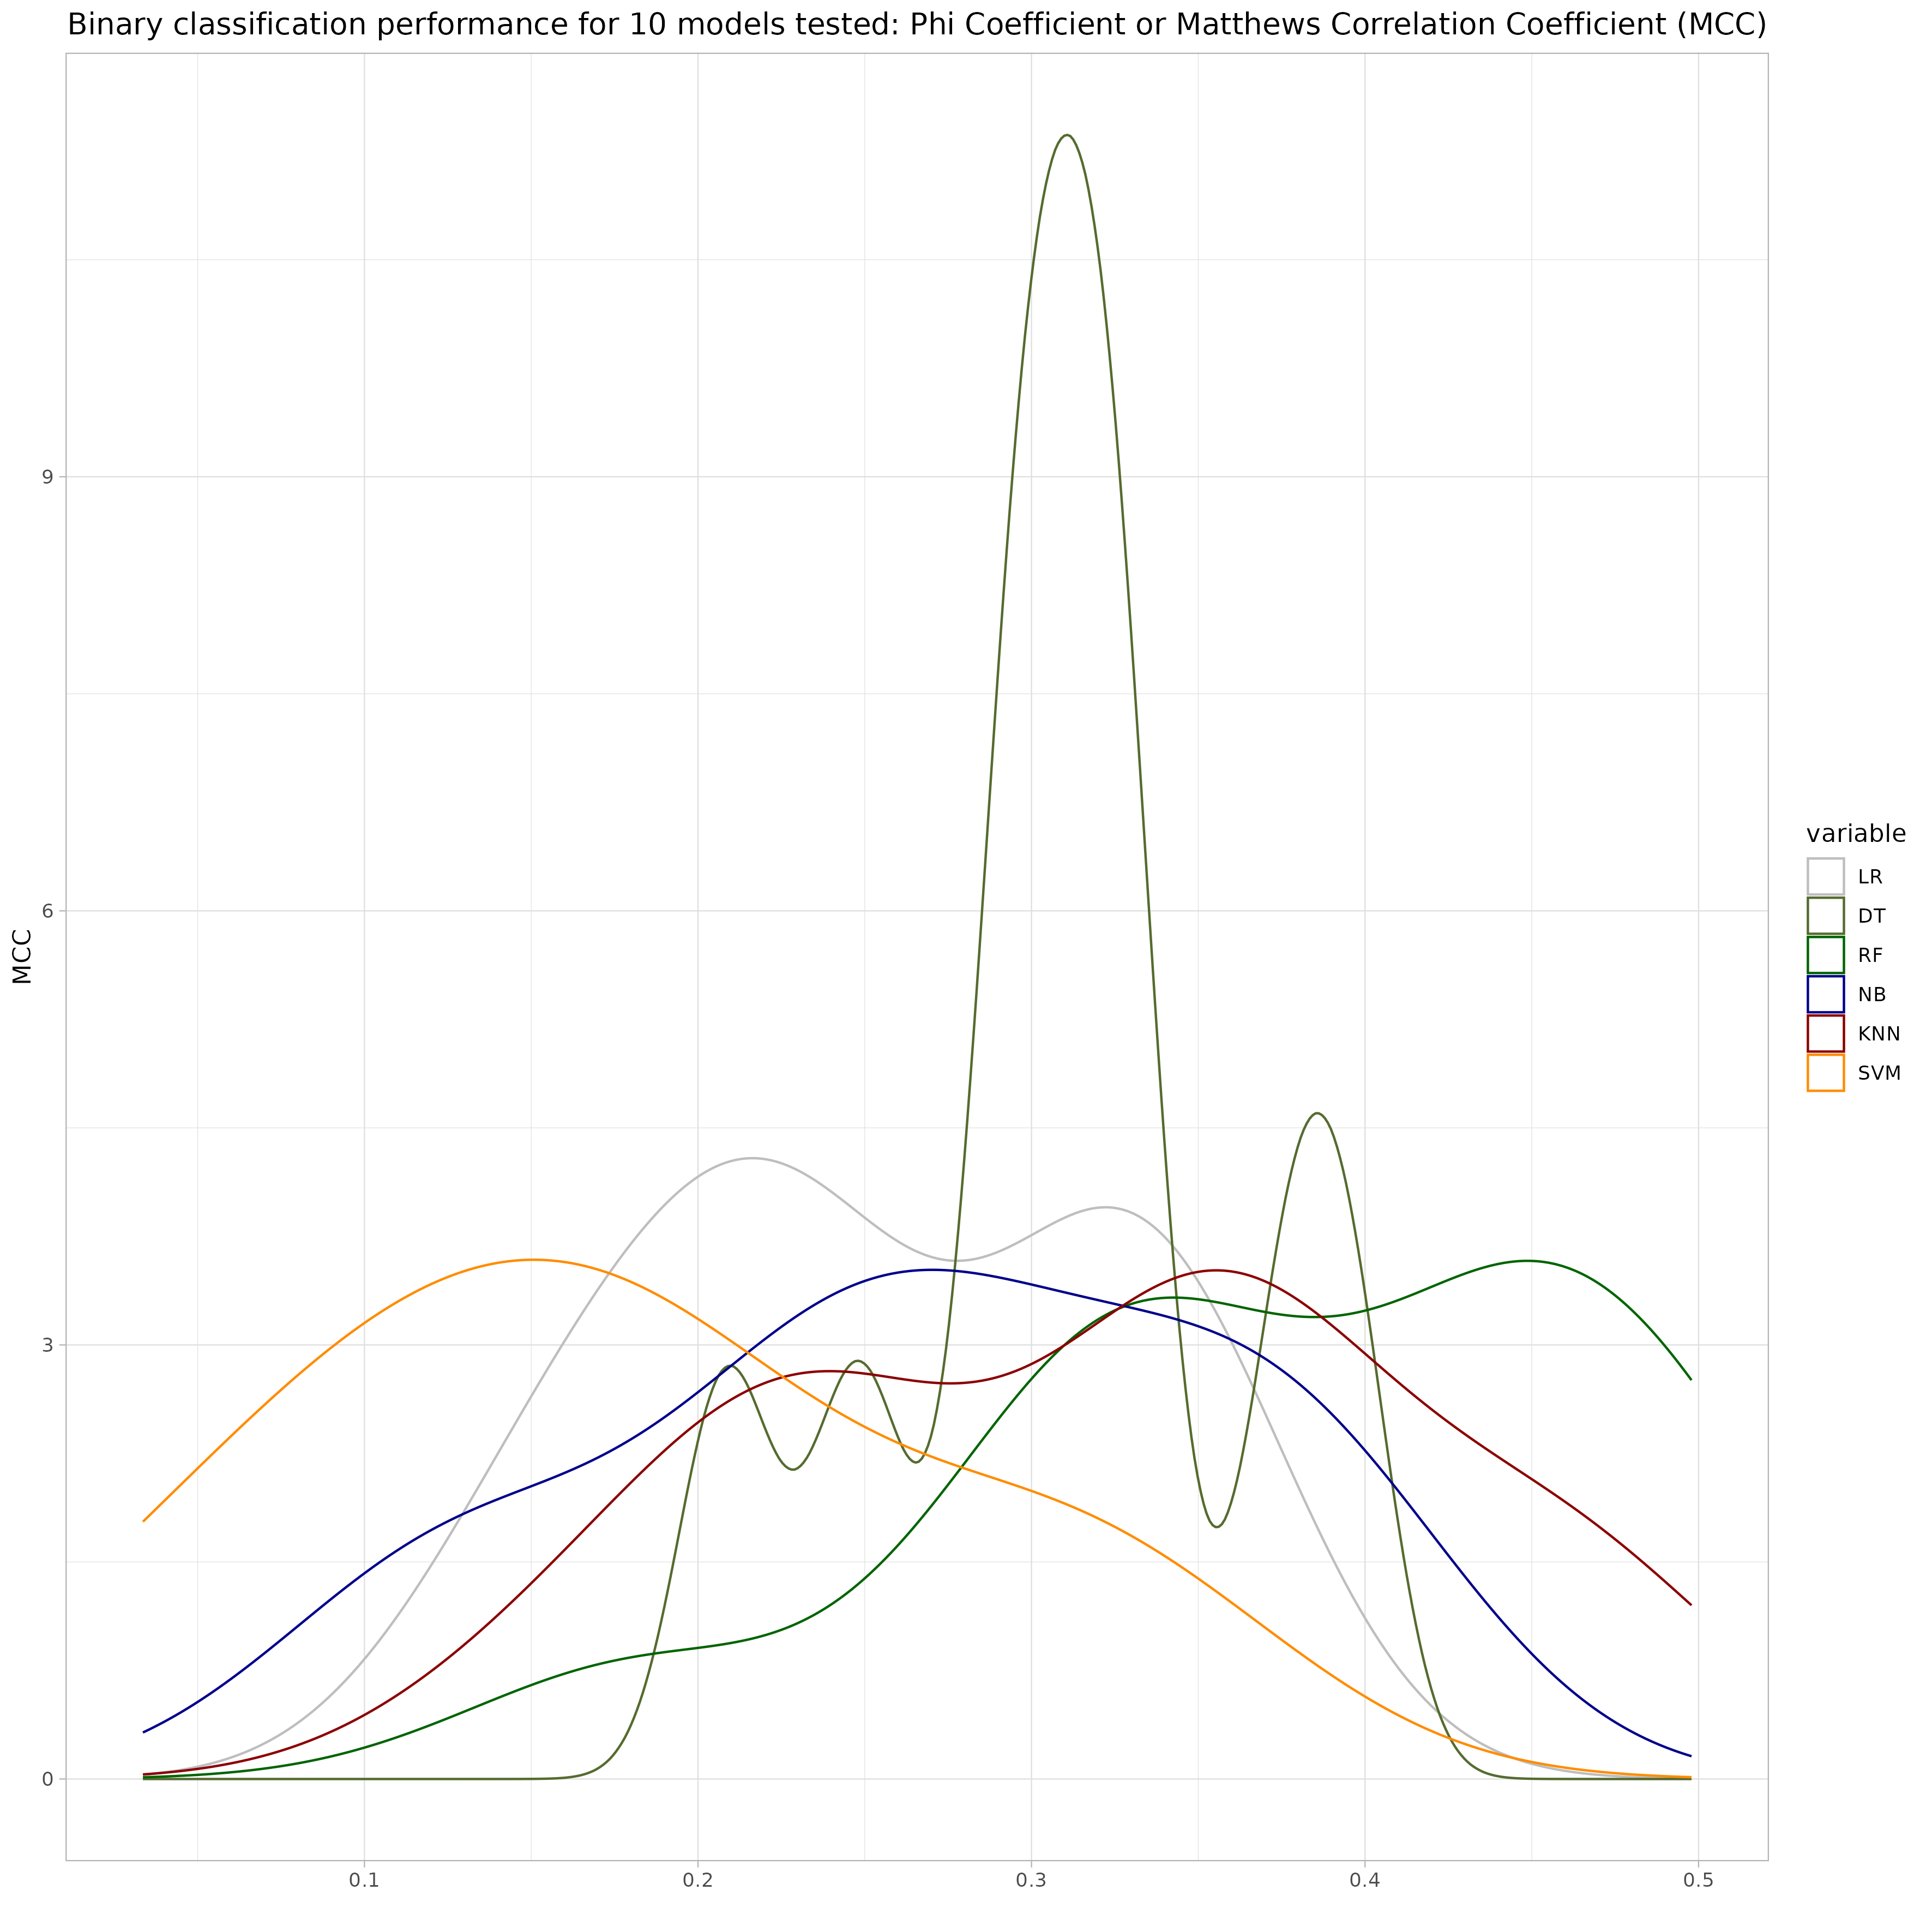 Binary classification performance for 10 models tested: Phi Coefficient or Matthews Correlation Coefficient (MCC)
9
6
3
0
MCC
0.1 0.2 0.3 0.4 0.5
variable
LR
DT
RF
NB
KNN
SVM